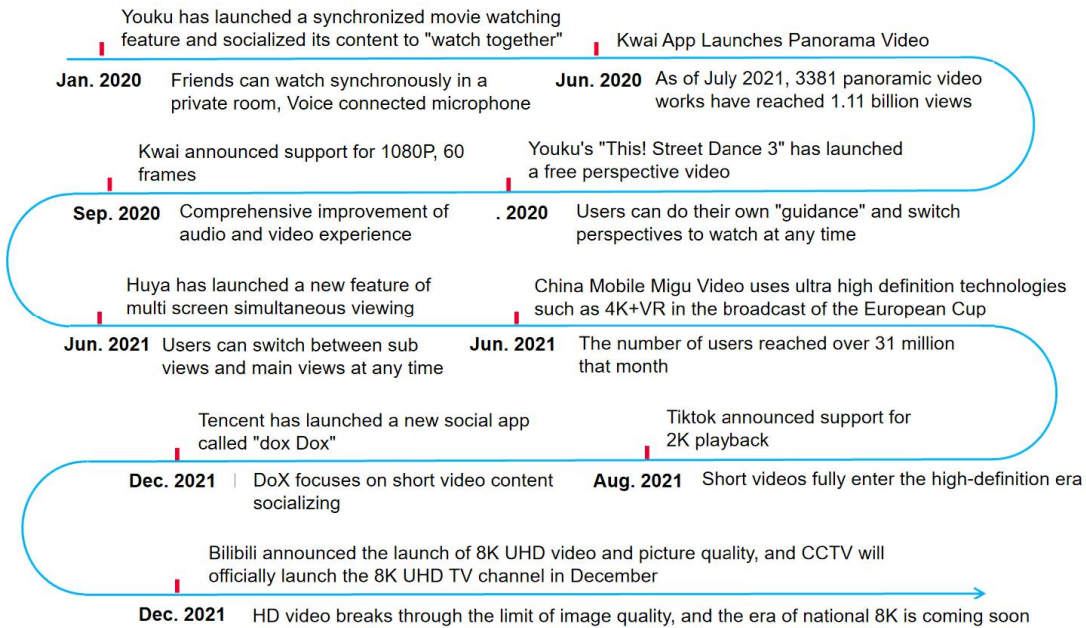 Youku has launched a synchronized movie watching
feature and socialized its content to "watch together"
Jan. 2020
Friends can watch synchronously in a
private room, Voice connected microphone
Kwai App Launches Panorama Video
Jun. 2020
As of July 2021, 3381 panoramic video
works have reached 1.11 billion views
Youku's "This! Street Dance 3" has launched
a free perspective video
. 2020
Users can do their own "guidance" and switch
perspectives to watch at any time
Kwai announced support for 1080P, 60
frames
Sep. 2020
Comprehensive improvement of
audio and video experience
Huya has launched a new feature of
multi screen simultaneous viewing
Jun. 2021
Users can switch between sub
views and main views at any time
China Mobile Migu Video uses ultra high definition technologies
such as 4K+VR in the broadcast of the European Cup
Jun. 2021
The number of users reached over 31 million
that month
Tiktok announced support for
2K playback
Aug. 2021
Short videos fully enter the high-definition era
Tencent has launched a new social app
called "dox Dox"
Dec. 2021
DoX focuses on short video content
socializing
Bilibili announced the launch of 8K UHD video and picture quality, and CCTV will
officially launch the 8K UHD TV channel in December
Dec. 2021
HD video breaks through the limit of image quality, and the era of national 8K is coming soon